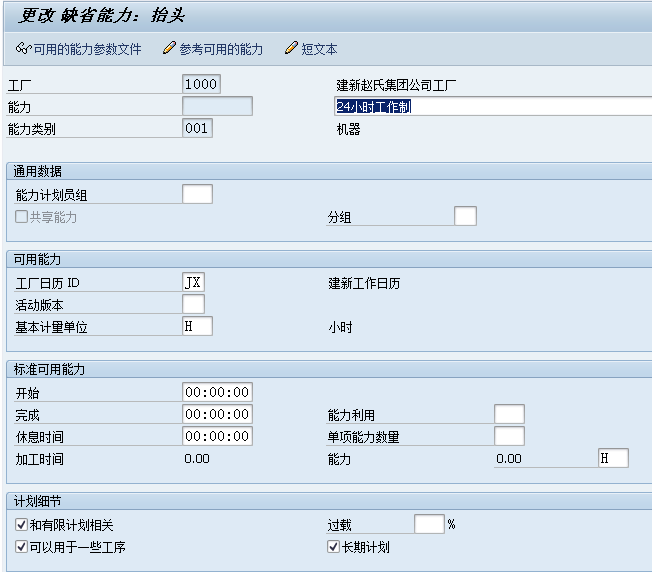 更改 缺省能力: 抬头
可用的能力参数文件 参考可用的能力 短文本
工厂 1000 建新赵氏集团公司工厂
能力 24小时工作制
能力类别 001 机器
通用数据
能力计划员组
共享能力 分组
可用能力
工厂日历 ID JX 建新工作日历
活动版本
基本计量单位 H 小时
标准可用能力
开始 00:00:00
完成 00:00:00 能力利用
休息时间 00:00:00 单项能力数量
加工时间 0.00 能力 0.00 H
计划细节
和有限计划相关 过载 %
可以用于一些工序 长期计划